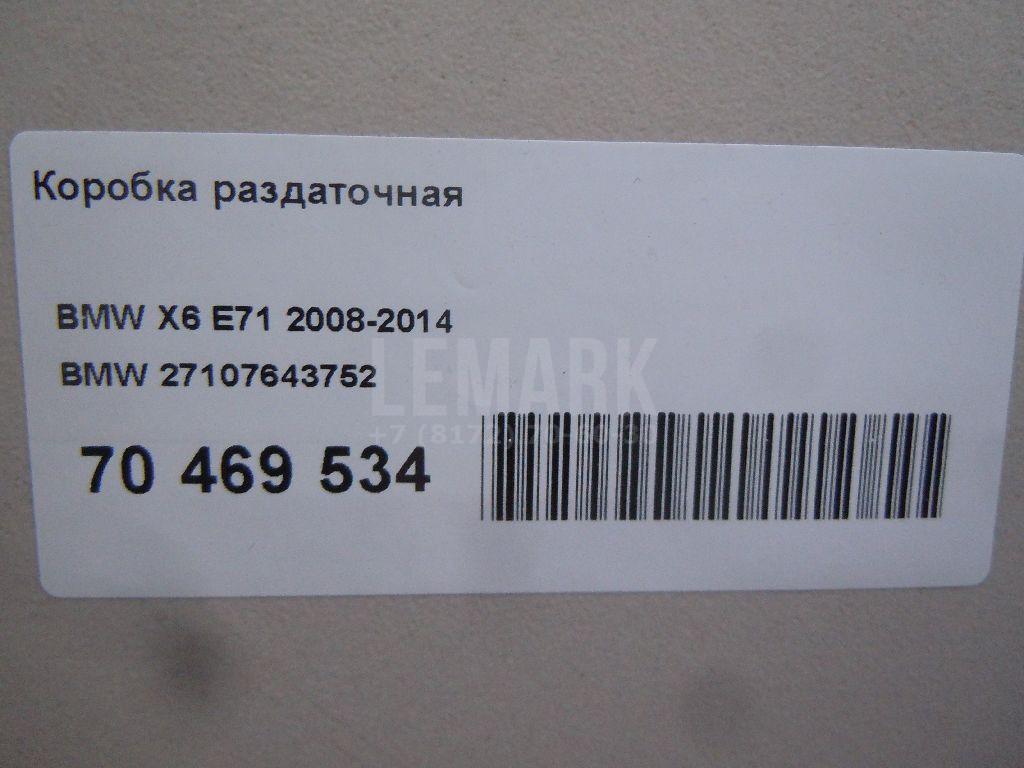 Коробка раздаточная
BMW X6 E71 2008-2014
BMW 27107643752
LEMARK
70 469 534